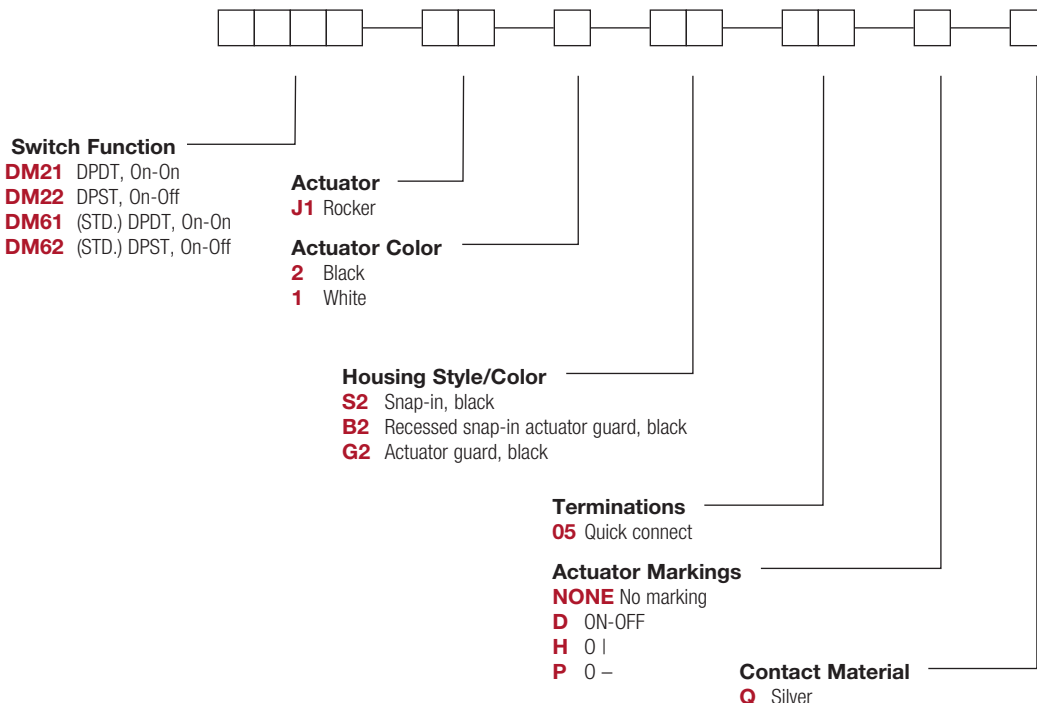 Switch Function
DM21 DPDT, On-On
DM22 DPST, On-Off
DM61 (STD.) DPDT, On-On
DM62 (STD.) DPST, On-Off
Actuator
J1 Rocker
Actuator Color
2 Black
1 White
Housing Style/Color
S2 Snap-in, black
B2 Recessed snap-in actuator guard, black
G2 Actuator guard, black
Terminations
05 Quick connect
Actuator Markings
NONE No marking
D ON-OFF
H O |
P O –
Contact Material
Q Silver